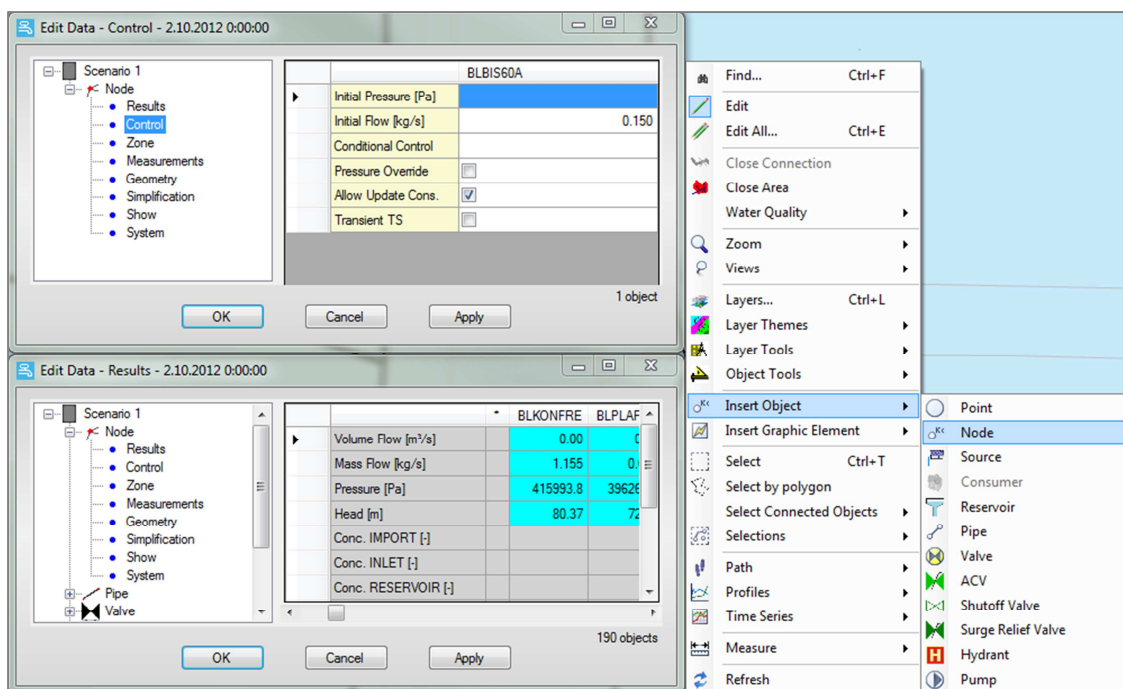 Edit Data - Control - 2.10.2012 0:00:00
Scenario 1
Node
Results
Control
Zone
Measurements
Geometry
Simplification
Show
System
BLBIS60A
Initial Pressure [Pa]
Initial Flow [kg/s] 0.150
Conditional Control
Pressure Override
Allow Update Cons.
Transient TS
1 object
OK Cancel Apply
Edit Data - Results - 2.10.2012 0:00:00
Scenario 1
Node
Results
Control
Zone
Measurements
Geometry
Simplification
Show
System
Pipe
Valve
* BLKONFRE BLPLAF
Volume Flow [m³/s] 0.00
Mass Flow [kg/s] 1.155 0.
Pressure [Pa] 415993.8 39626
Head [m] 80.37 72
Conc. IMPORT [-]
Conc. INLET [-]
Conc. RESERVOIR [-]
190 objects
OK Cancel Apply
Find... Ctrl+F
Edit
Edit All... Ctrl+E
Close Connection
Close Area
Water Quality
Zoom
Views
Layers... Ctrl+L
Layer Themes
Layer Tools
Object Tools
Insert Object
Insert Graphic Element
Select Ctrl+T
Select by polygon
Select Connected Objects
Selections
Path
Profiles
Time Series
Measure
Refresh
Point
Node
Source
Consumer
Reservoir
Pipe
Valve
ACV
Shutoff Valve
Surge Relief Valve
H Hydrant
Pump